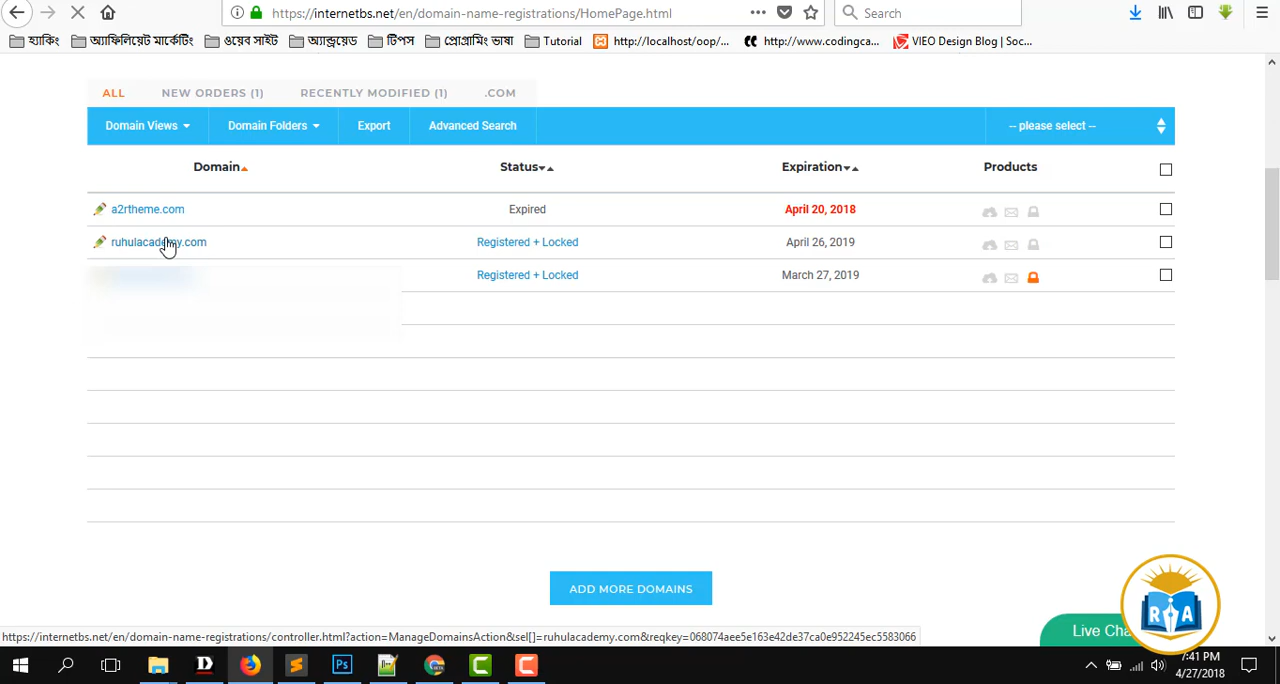 https://internetbs.net/en/domain-name-registrations/HomePage.html
Search
হ্যাকিং
অ্যাফিলিয়েট মার্কেটিং
ওয়েব সাইট
অ্যান্ড্রয়েড
টিপস
প্রোগ্রামিং ভাষা
Tutorial
http://localhost/oop/...
http://www.codingca...
VIEO Design Blog | Soc...
ALL NEW ORDERS (1) RECENTLY MODIFIED (1) .COM
Domain Views Domain Folders Export Advanced Search -- please select --
Domain Status Expiration Products
a2rtheme.com Expired April 20, 2018
ruhulacademy.com Registered + Locked April 26, 2019
Registered + Locked March 27, 2019
ADD MORE DOMAINS
https://internetbs.net/en/domain-name-registrations/controller.html?action=ManageDomainAction&sel[]=ruhulacademy.com&reqkey=068074aee5e163e42de37ca0e952245ec5583066
Live Cha
RA
7:41 PM
4/27/2018